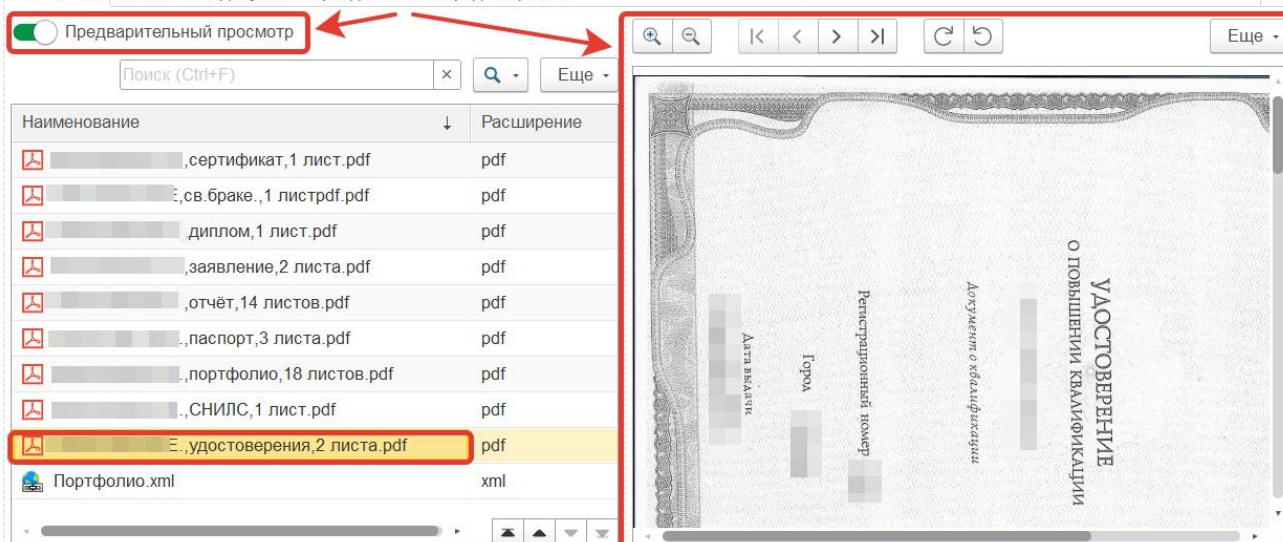 Предварительный просмотр
Поиск (Ctrl+F)
Еще
Наименование
Расширение
,сертификат,1 лист.pdf
pdf
Е,св.браке.,1 листpdf.pdf
pdf
,диплом,1 лист.pdf
pdf
,заявление,2 листа.pdf
pdf
,отчёт,14 листов.pdf
pdf
.,паспорт,3 листа.pdf
pdf
.,портфолио,18 листов.pdf
pdf
.,СНИЛС,1 лист.pdf
pdf
Е.,удостоверения,2 листа.pdf
pdf
Портфолио.xml
xml
Еще
УДОСТОВЕРЕНИЕ
О ПОВЫШЕНИИ КВАЛИФИКАЦИИ
Документ о квалификации
Регистрационный номер
Город
Дата выдачи